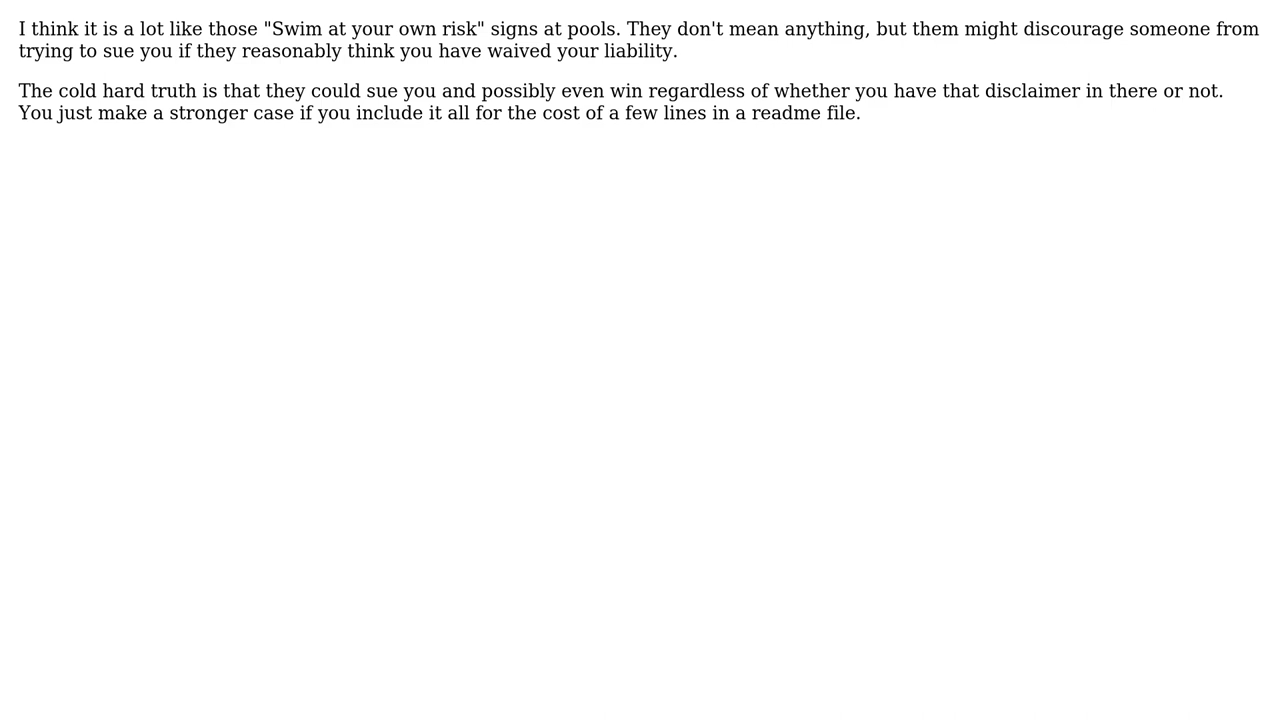 I think it is a lot like those "Swim at your own risk" signs at pools. They don't mean anything, but them might discourage someone from
trying to sue you if they reasonably think you have waived your liability.
The cold hard truth is that they could sue you and possibly even win regardless of whether you have that disclaimer in there or not.
You just make a stronger case if you include it all for the cost of a few lines in a readme file.